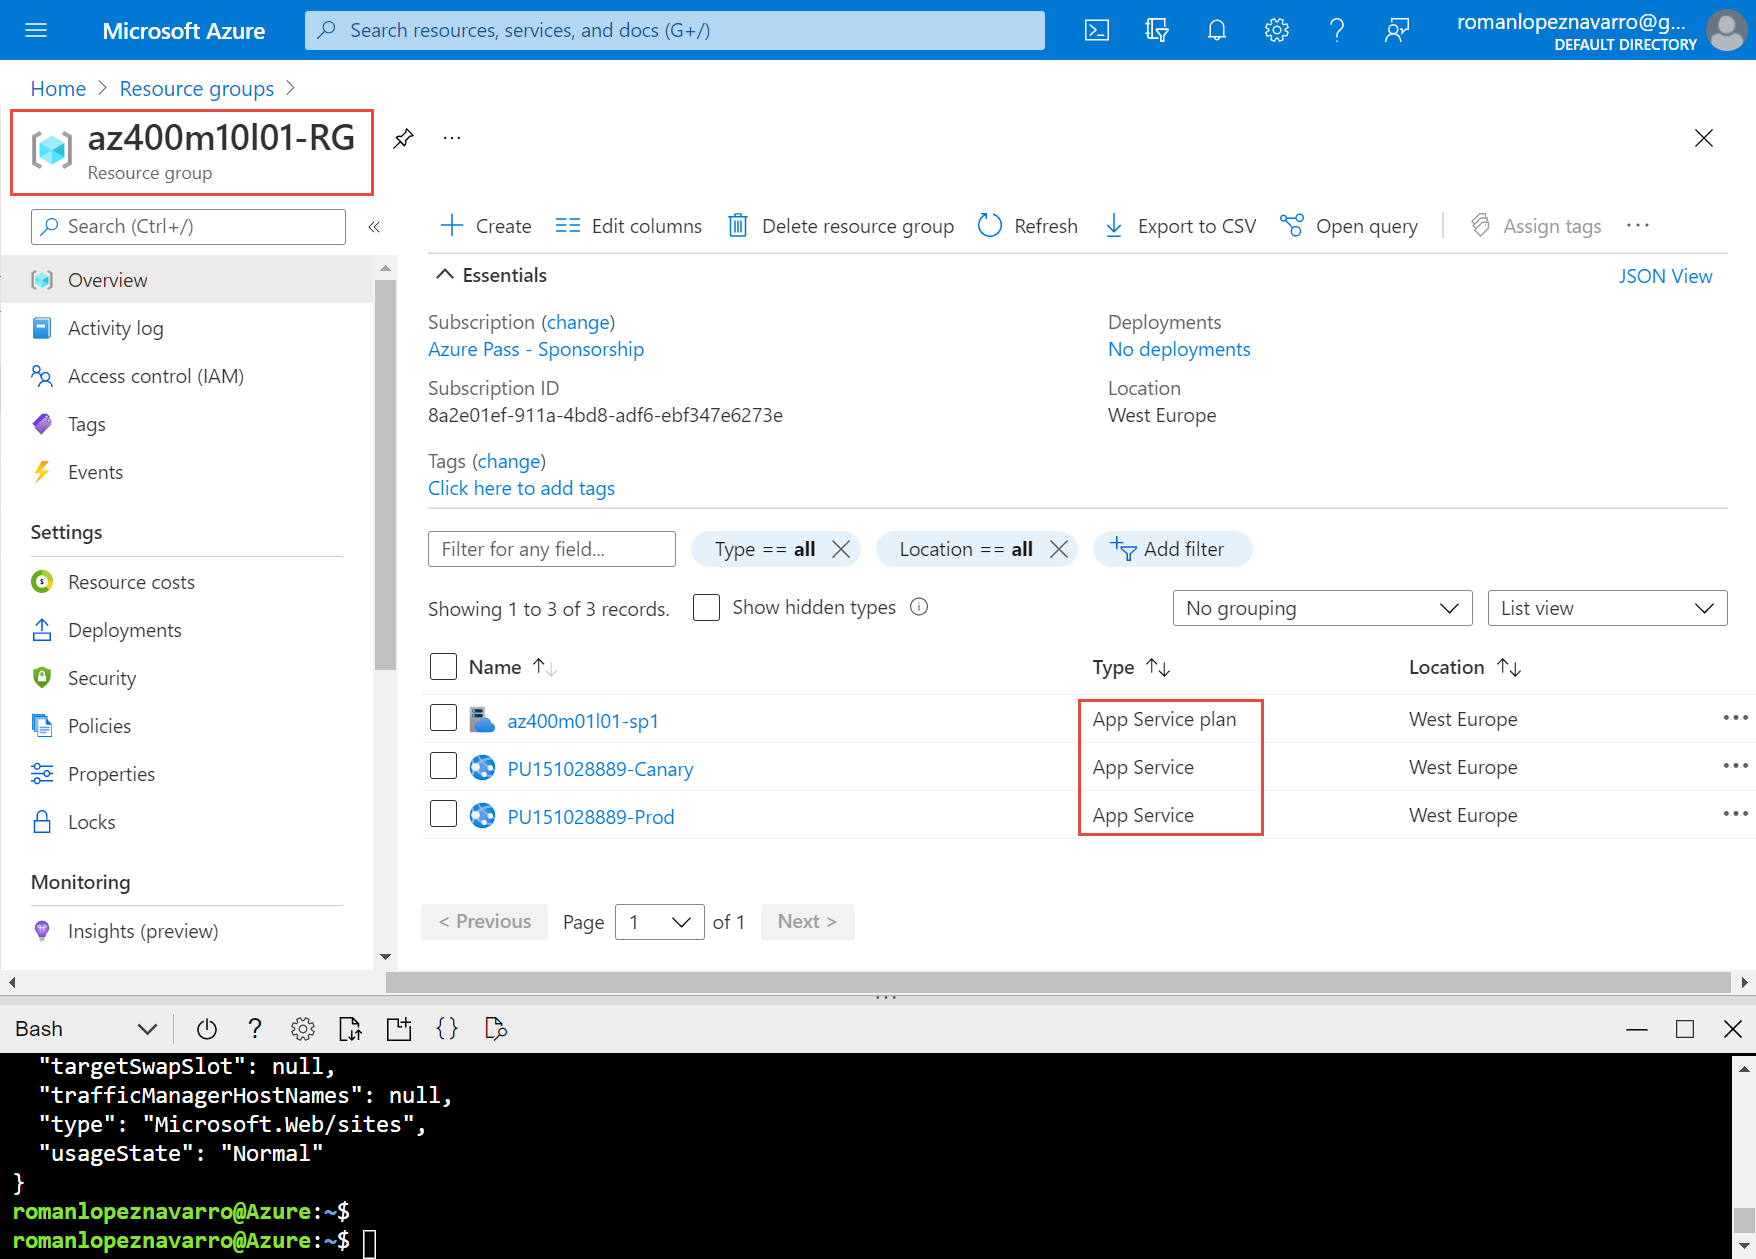 Microsoft Azure
Search resources, services, and docs (G+/)
romanlopeznavarro@g...
DEFAULT DIRECTORY
Home > Resource groups >
az400m10l01-RG
Resource group
Search (Ctrl+/)
Overview
Activity log
Access control (IAM)
Tags
Events
Settings
Resource costs
Deployments
Security
Policies
Properties
Locks
Monitoring
Insights (preview)
Create Edit columns Delete resource group Refresh Export to CSV Open query Assign tags ...
Essentials
JSON View
Subscription (change)
Azure Pass - Sponsorship
Subscription ID
8a2e01ef-911a-4bd8-adf6-ebf347e6273e
Deployments
No deployments
Location
West Europe
Tags (change)
Click here to add tags
Filter for any field... Type == all Location == all Add filter
Showing 1 to 3 of 3 records. Show hidden types No grouping List view
Name Type Location
az400m01l01-sp1 App Service plan West Europe
PU151028889-Canary App Service West Europe
PU151028889-Prod App Service West Europe
< Previous Page 1 of 1 Next >
Bash
"targetSwapSlot": null,
"trafficManagerHostNames": null,
"type": "Microsoft.Web/sites",
"usageState": "Normal"
}
romanlopeznavarro@Azure:~$
romanlopeznavarro@Azure:~$